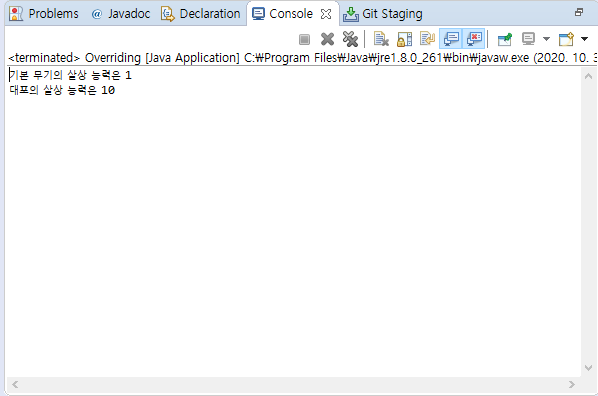 Problems @ Javadoc Declaration Console Git Staging
<terminated> Overriding [Java Application] C:₩Program Files₩Java₩jre1.8.0_261₩bin₩javaw.exe (2020. 10. 3
기본 무기의 살상 능력은 1
대포의 살상 능력은 10